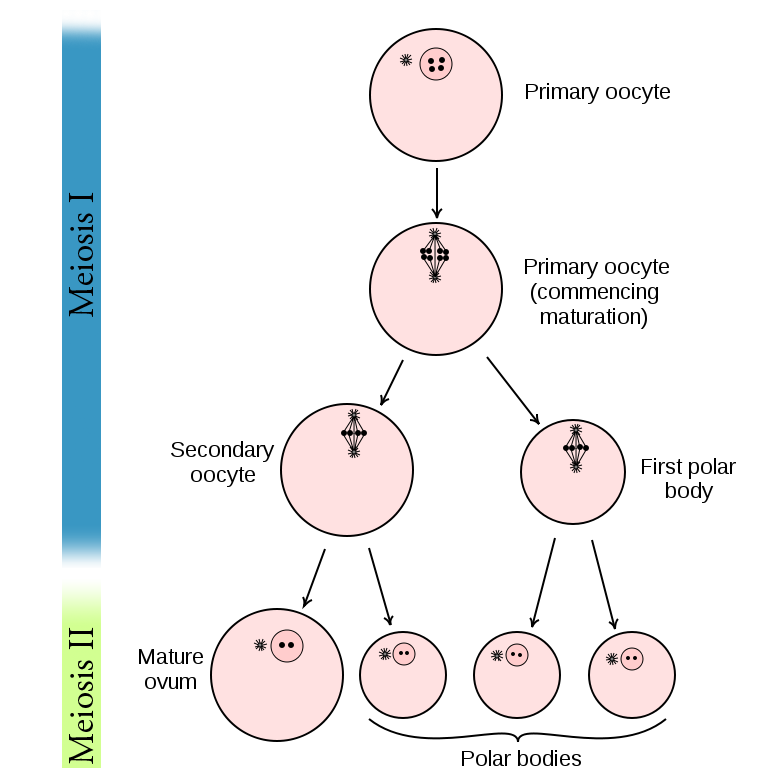 Meiosis I
Primary oocyte
Primary oocyte
(commencing
maturation)
Secondary
oocyte
First polar
body
Meiosis II
Mature
ovum
Polar bodies